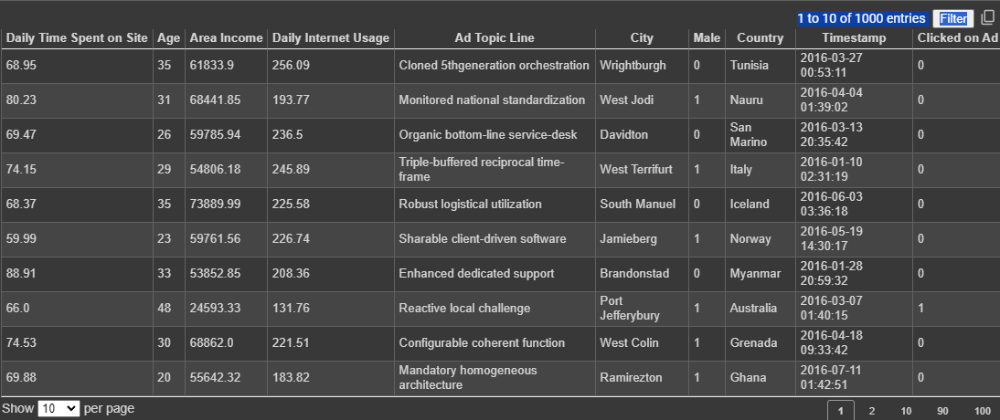 1 to 10 of 1000 entries Filter
Daily Time Spent on Site Age Area Income Daily Internet Usage Ad Topic Line City Male Country Timestamp Clicked on Ad
68.95 35 61833.9 256.09 Cloned 5thgeneration orchestration Wrightburgh 0 Tunisia 2016-03-27 00:53:11 0
80.23 31 68441.85 193.77 Monitored national standardization West Jodi 1 Nauru 2016-04-04 01:39:02 0
69.47 26 59785.94 236.5 Organic bottom-line service-desk Davidton 0 San Marino 2016-03-13 20:35:42 0
74.15 29 54806.18 245.89 Triple-buffered reciprocal time-frame West Terrifurt 1 Italy 2016-01-10 02:31:19 0
68.37 35 73889.99 225.58 Robust logistical utilization South Manuel 0 Iceland 2016-06-03 03:36:18 0
59.99 23 59761.56 226.74 Sharable client-driven software Jamieberg 1 Norway 2016-05-19 14:30:17 0
88.91 33 53852.85 208.36 Enhanced dedicated support Brandonstad 0 Myanmar 2016-01-28 20:59:32 0
66.0 48 24593.33 131.76 Reactive local challenge Port Jefferybury 1 Australia 2016-03-07 01:40:15 1
74.53 30 68862.0 221.51 Configurable coherent function West Colin 1 Grenada 2016-04-18 09:33:42 0
69.88 20 55642.32 183.82 Mandatory homogeneous architecture Ramirezton 1 Ghana 2016-07-11 01:42:51 0
Show 10 per page 1 2 10 90 100